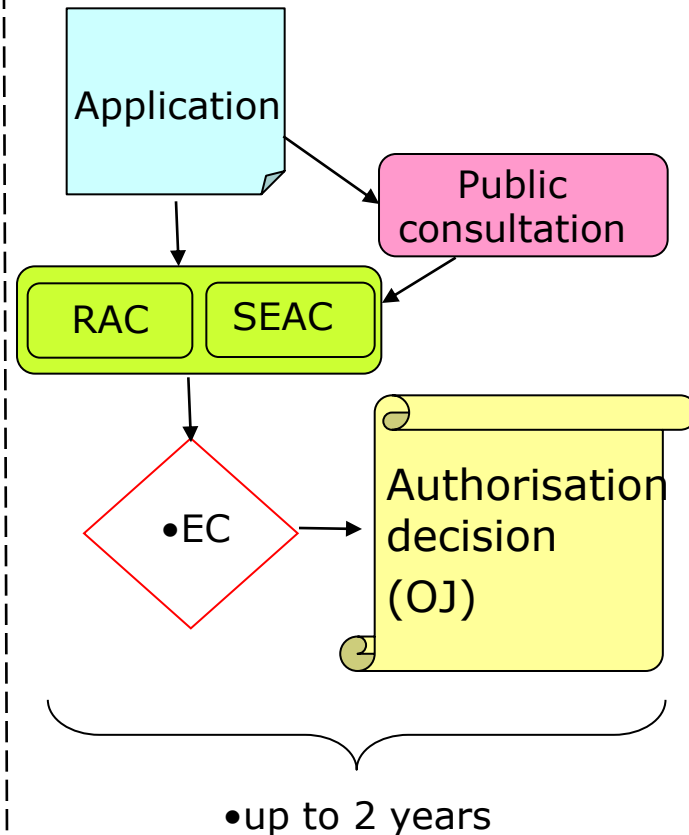 Application
Public
consultation
RAC
SEAC
•EC
Authorisation
decision
(OJ)
•up to 2 years